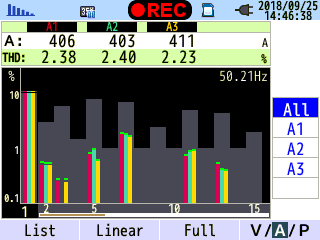 REC 2018/09/25
14:46:38
A1 A2 A3
A: 406 403 411 A
THD: 2.38 2.40 2.23 %
% 50.21Hz
10
1
0.1
1 2 5 10 15
All
A1
A2
A3
List Linear Full V/A/P